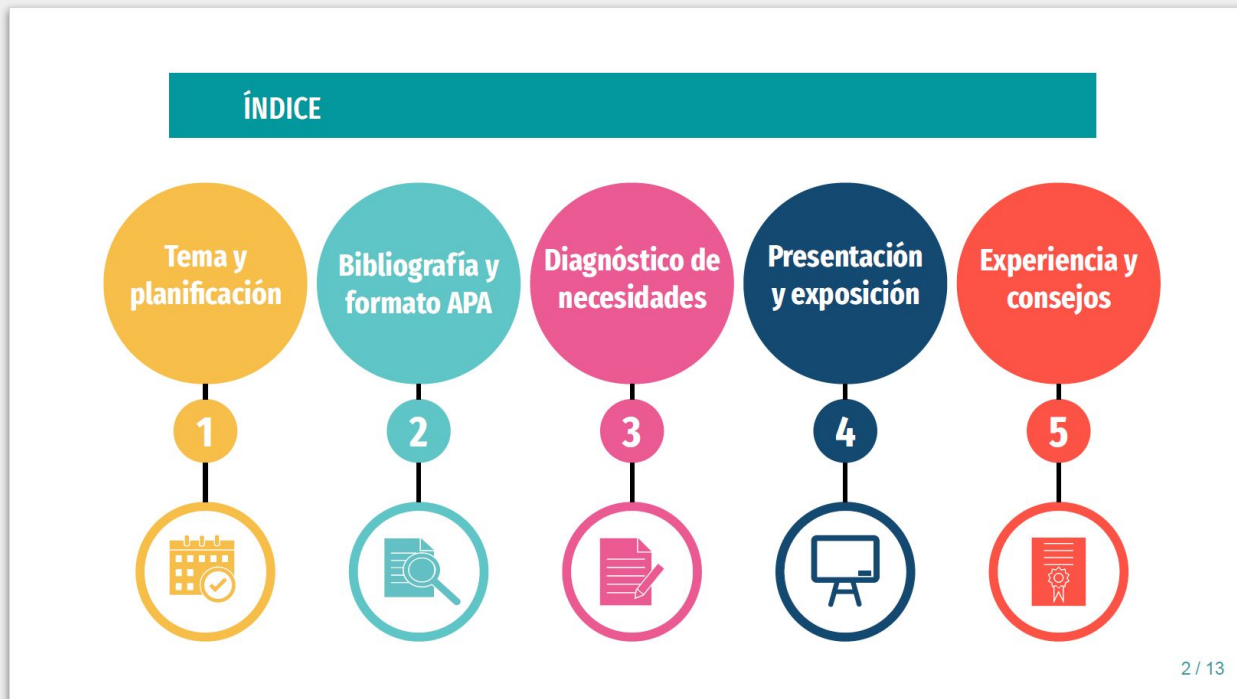 ÍNDICE
Tema y
planificación
1
Bibliografía y
formato APA
2
Diagnóstico de
necesidades
3
Presentación
y exposición
4
Experiencia y
consejos
5
2 / 13